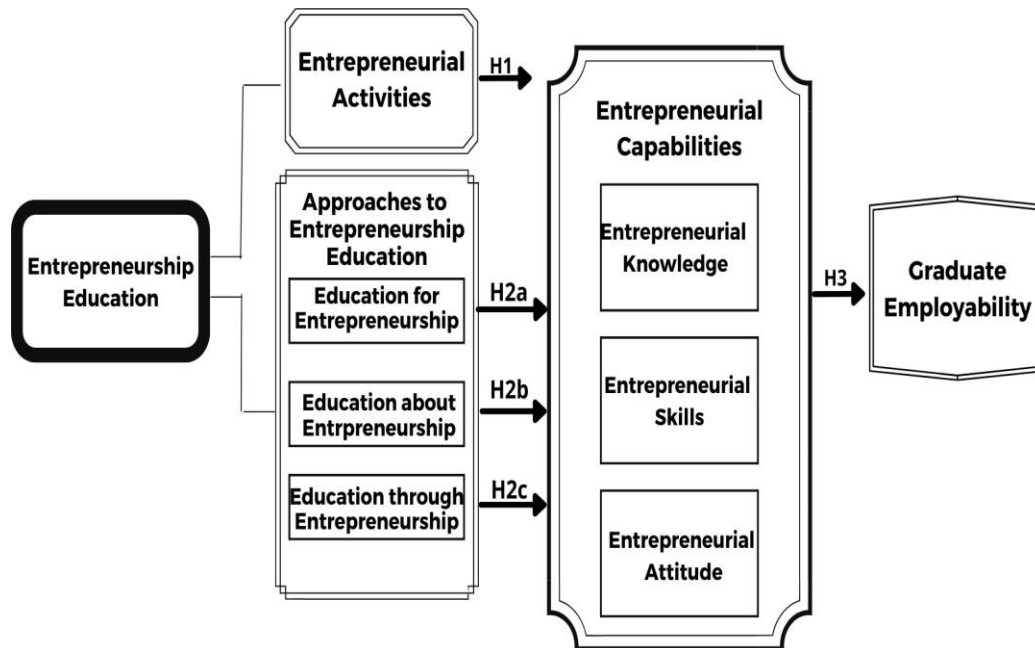 Entrepreneurship
Education
Entrepreneurial
Activities
H1
Approaches to
Entrepreneurship
Education
Education for
Entrepreneurship
H2a
Education about
Entrpreneurship
H2b
Education through
Entrepreneurship
H2c
Entrepreneurial
Capabilities
Entrepreneurial
Knowledge
Entrepreneurial
Skills
Entrepreneurial
Attitude
H3
Graduate
Employability